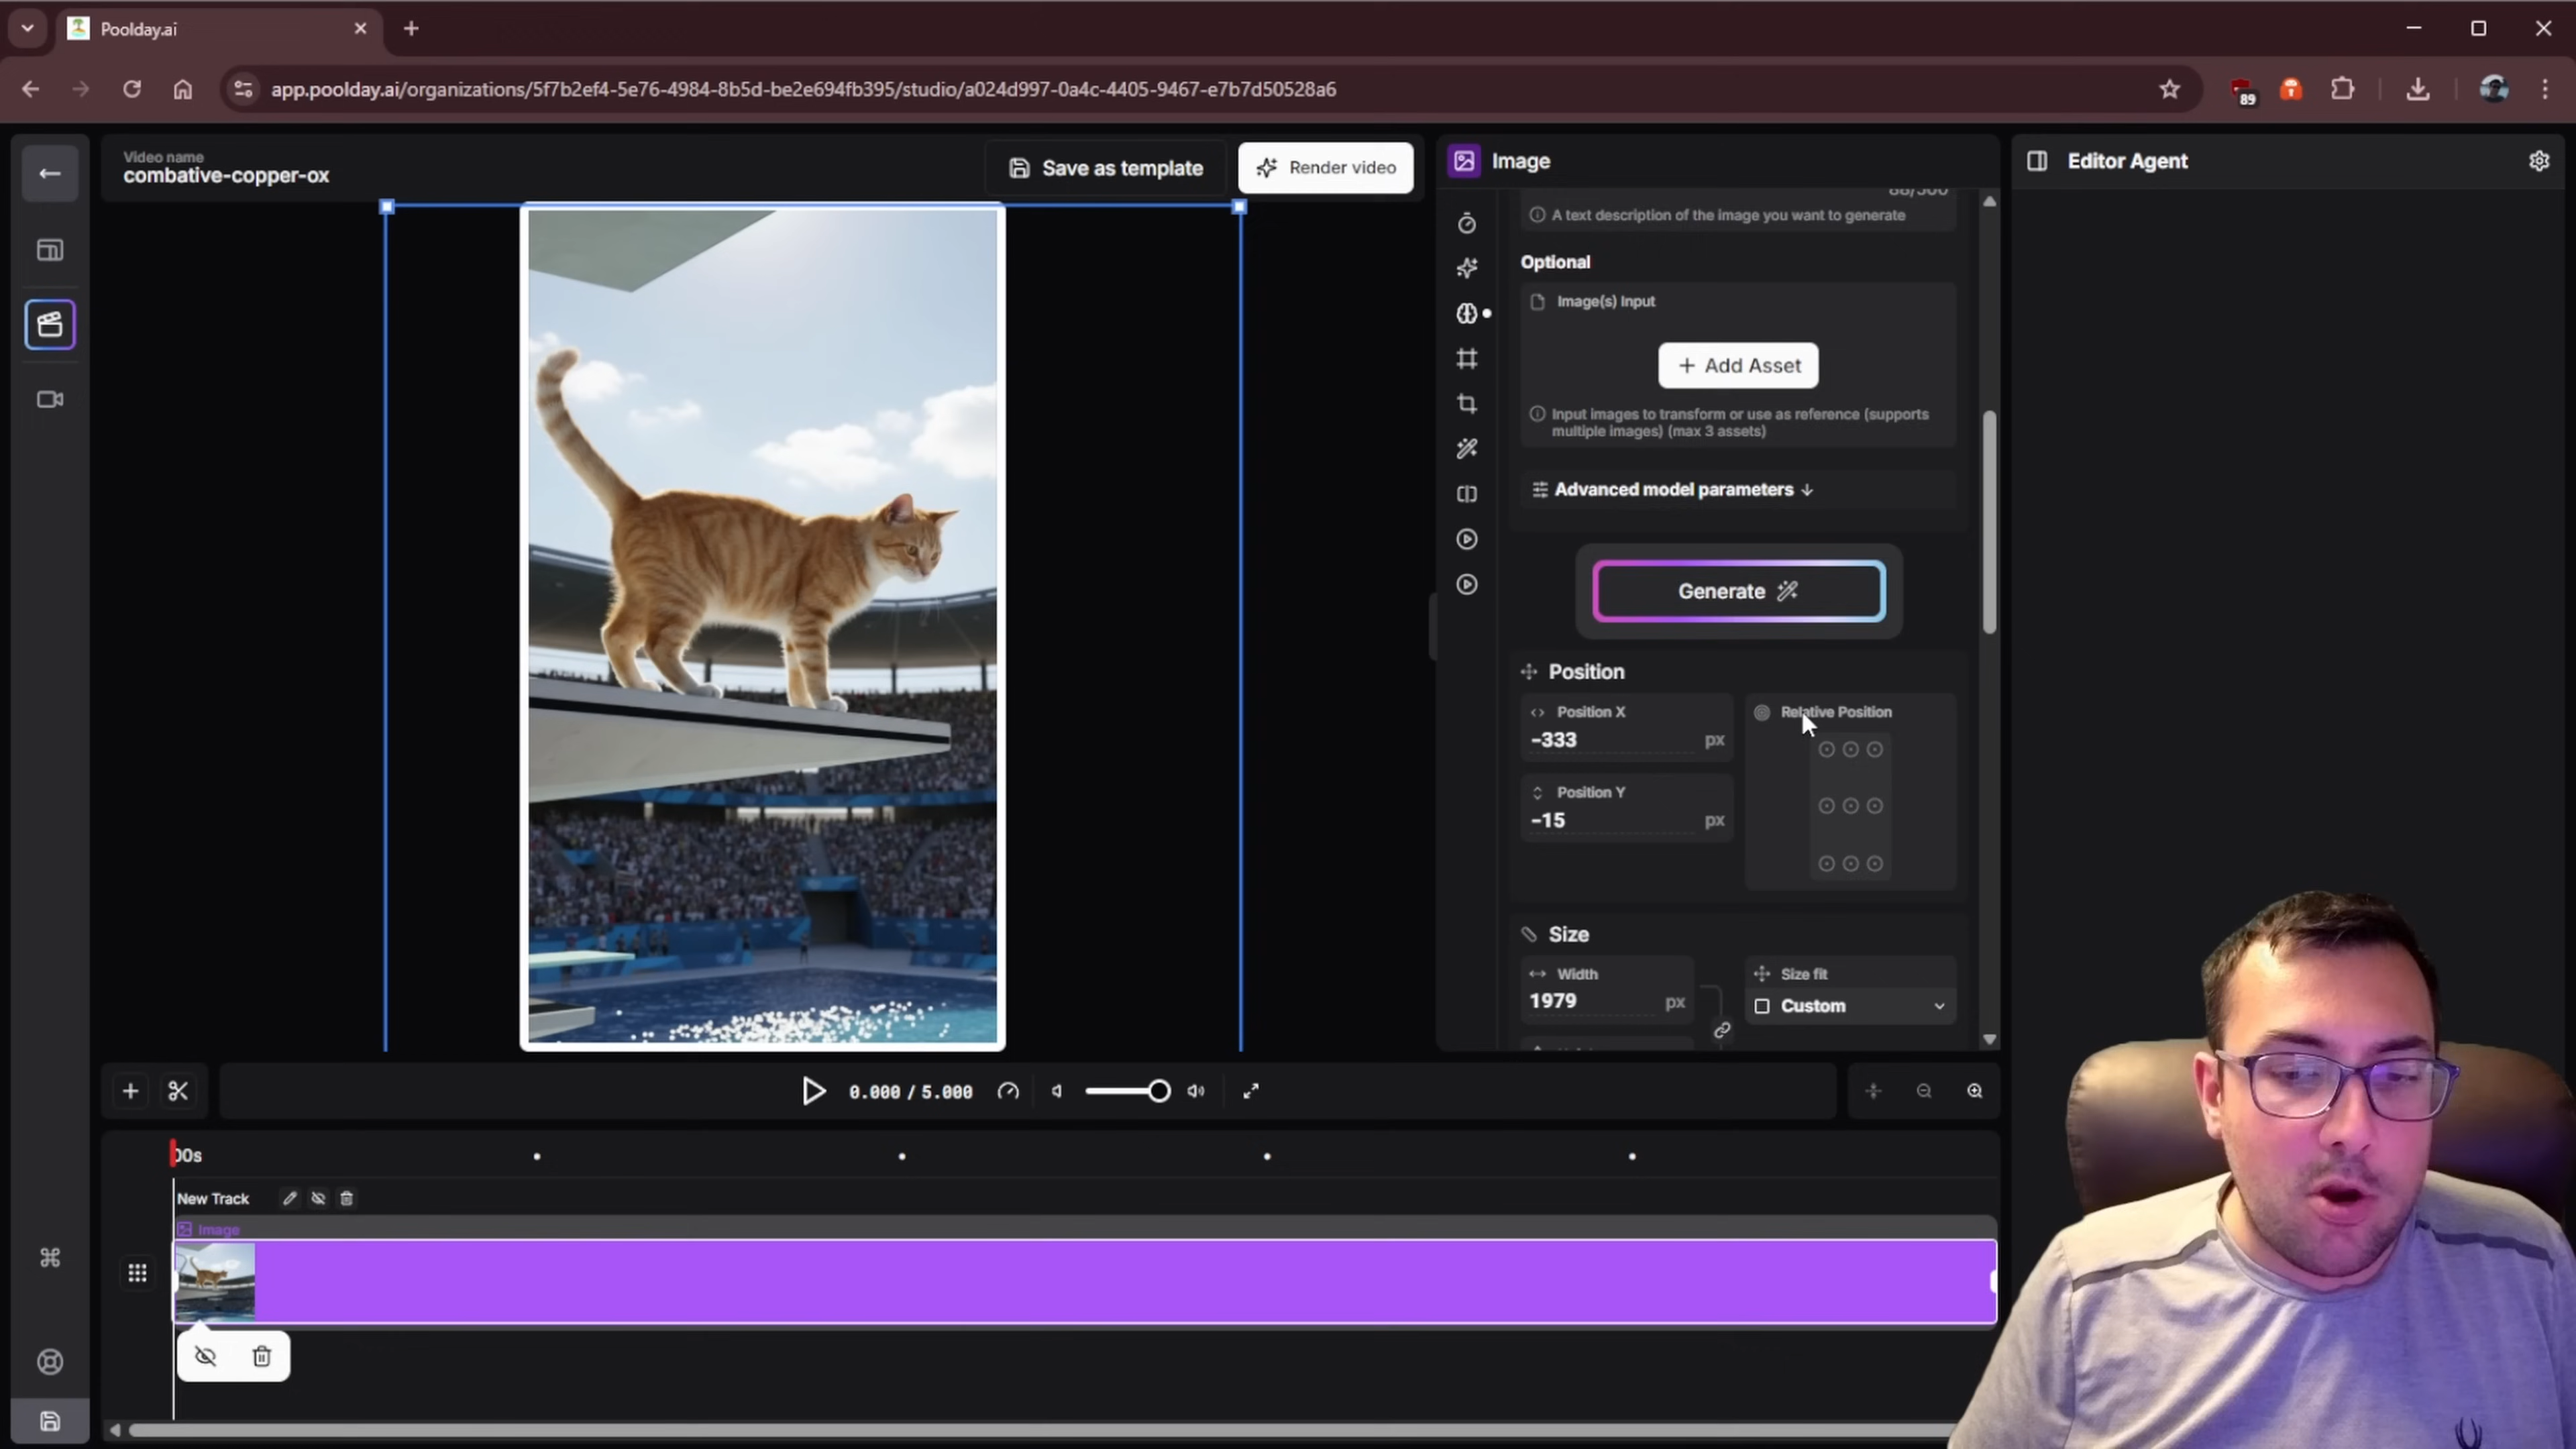 Poolday.ai
app.poolday.ai/organizations/5f7b2ef4-5e76-4984-8b5d-be2e694fb395/studio/a024d997-0a4c-4405-9467-e7b7d50528a6
89
Video name
combative-copper-ox
Save as template
Render video
Image
Editor Agent
88/500
A text description of the image you want to generate
Optional
Image(s) Input
+ Add Asset
Input images to transform or use as reference (supports
multiple images) (max 3 assets)
Advanced model parameters ↓
Generate
Position
Position X
-333 px
Relative Position
Position Y
-15 px
Size
Width
1979 px
Size fit
Custom
0.000 / 5.000
00s
New Track
Image